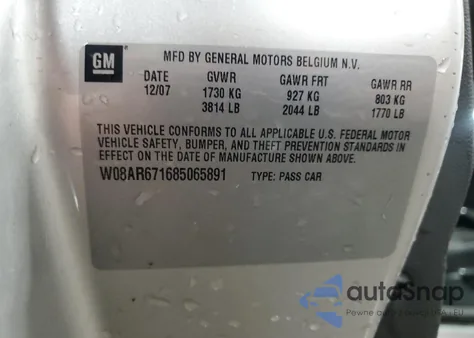 GM
MFD BY GENERAL MOTORS BELGIUM N.V.
DATE GVWR GAWR FRT GAWR RR
12/07 1730 KG 927 KG 803 KG
3814 LB 2044 LB 1770 LB
THIS VEHICLE CONFORMS TO ALL APPLICABLE U.S. FEDERAL MOTOR
VEHICLE SAFETY, BUMPER, AND THEFT PREVENTION STANDARDS IN
EFFECT ON THE DATE OF MANUFACTURE SHOWN ABOVE.
W08AR671685065891 TYPE: PASS CAR
autoSnap
Pewne auto z